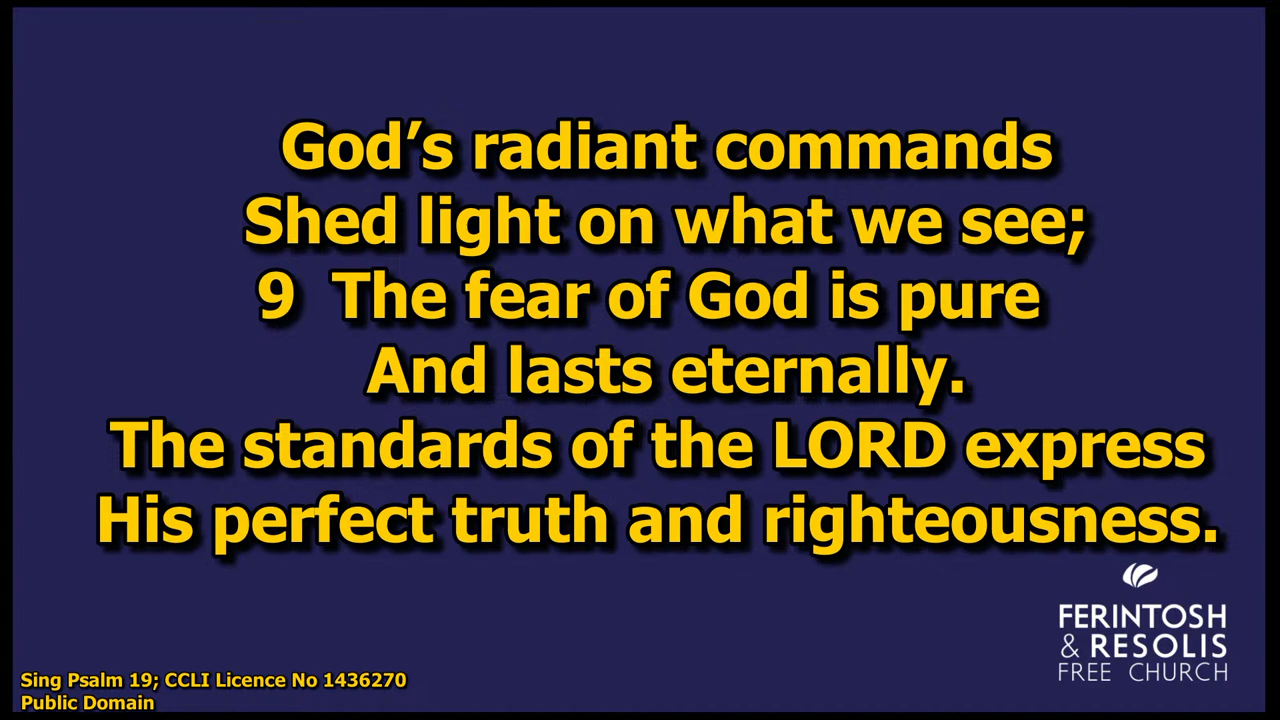 God’s radiant commands
Shed light on what we see;
9 The fear of God is pure
And lasts eternally.
The standards of the LORD express
His perfect truth and righteousness.
FERINTOSH
& RESOLIS
FREE CHURCH
Sing Psalm 19; CCLI Licence No 1436270
Public Domain